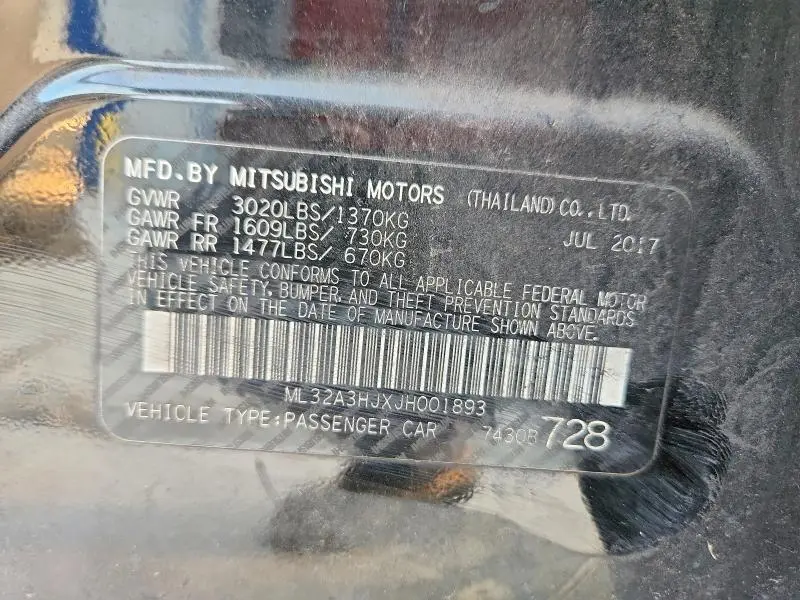 MFD.BY MITSUBISHI MOTORS (THAILAND) CO.,LTD.
GVWR 3020LBS/1370KG JUL 2017
GAWR FR 1609LBS/ 730KG
GAWR RR 1477LBS/ 670KG
THIS VEHICLE CONFORMS TO ALL APPLICABLE FEDERAL MOTOR
VEHICLE SAFETY, BUMPER, AND THEFT PREVENTION STANDARDS
IN EFFECT ON THE DATE OF MANUFACTURE SHOWN ABOVE.
ML32A3HJXJH001893
VEHICLE TYPE:PASSENGER CAR 7430B 728